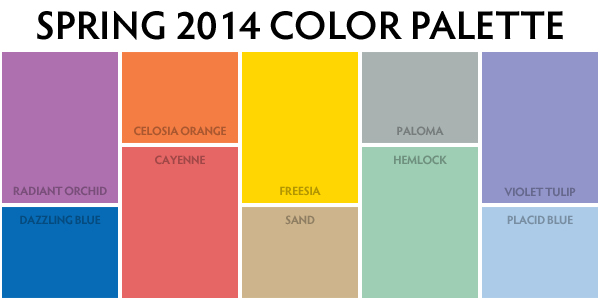 SPRING 2014 COLOR PALETTE
CELOSIA ORANGE
PALOMA
CAYENNE
HEMLOCK
RADIANT ORCHID
FREESIA
VIOLET TULIP
DAZZLING BLUE
SAND
PLACID BLUE